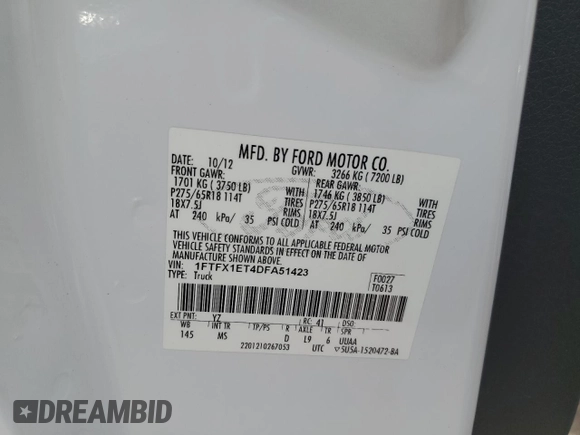 MFD. BY FORD MOTOR CO.
DATE: 10/12 GVWR: 3266 KG ( 7200 LB)
FRONT GAWR: REAR GAWR:
1701 KG ( 3750 LB) WITH 1746 KG ( 3850 LB) WITH
P275/65R18 114T TIRES P275/65R18 114T TIRES
18X7.5J RIMS 18X7.5J RIMS
AT 240 kPa/ 35 PSI COLD AT 240 kPa/ 35 PSI COLD
THIS VEHICLE CONFORMS TO ALL APPLICABLE FEDERAL MOTOR
VEHICLE SAFETY STANDARDS IN EFFECT ON THE DATE OF
MANUFACTURE SHOWN ABOVE.
VIN: 1FTFX1ET4DFA51423 F0027
TYPE: Truck T0613
EXT PNT: YZ RC: 41 DSO:
WB INT TR TP/PS R AXLE TR SPR
145 MS D L9 6 UUAA
2201210267053 UTC 5U5A-1520472-BA
DREAMBID